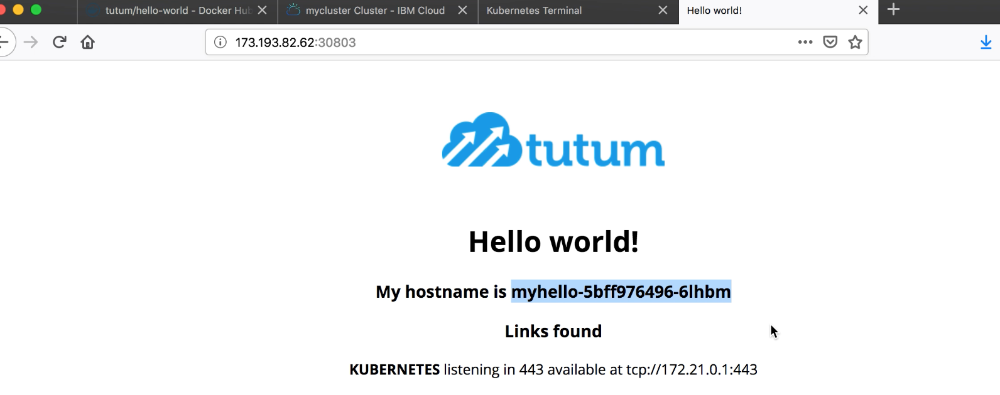 tutum/hello-world - Docker Hub
mycluster Cluster - IBM Cloud
Kubernetes Terminal
Hello world!
173.193.82.62:30803
tutum
Hello world!
My hostname is myhello-5bff976496-6lhbm
Links found
KUBERNETES listening in 443 available at tcp://172.21.0.1:443